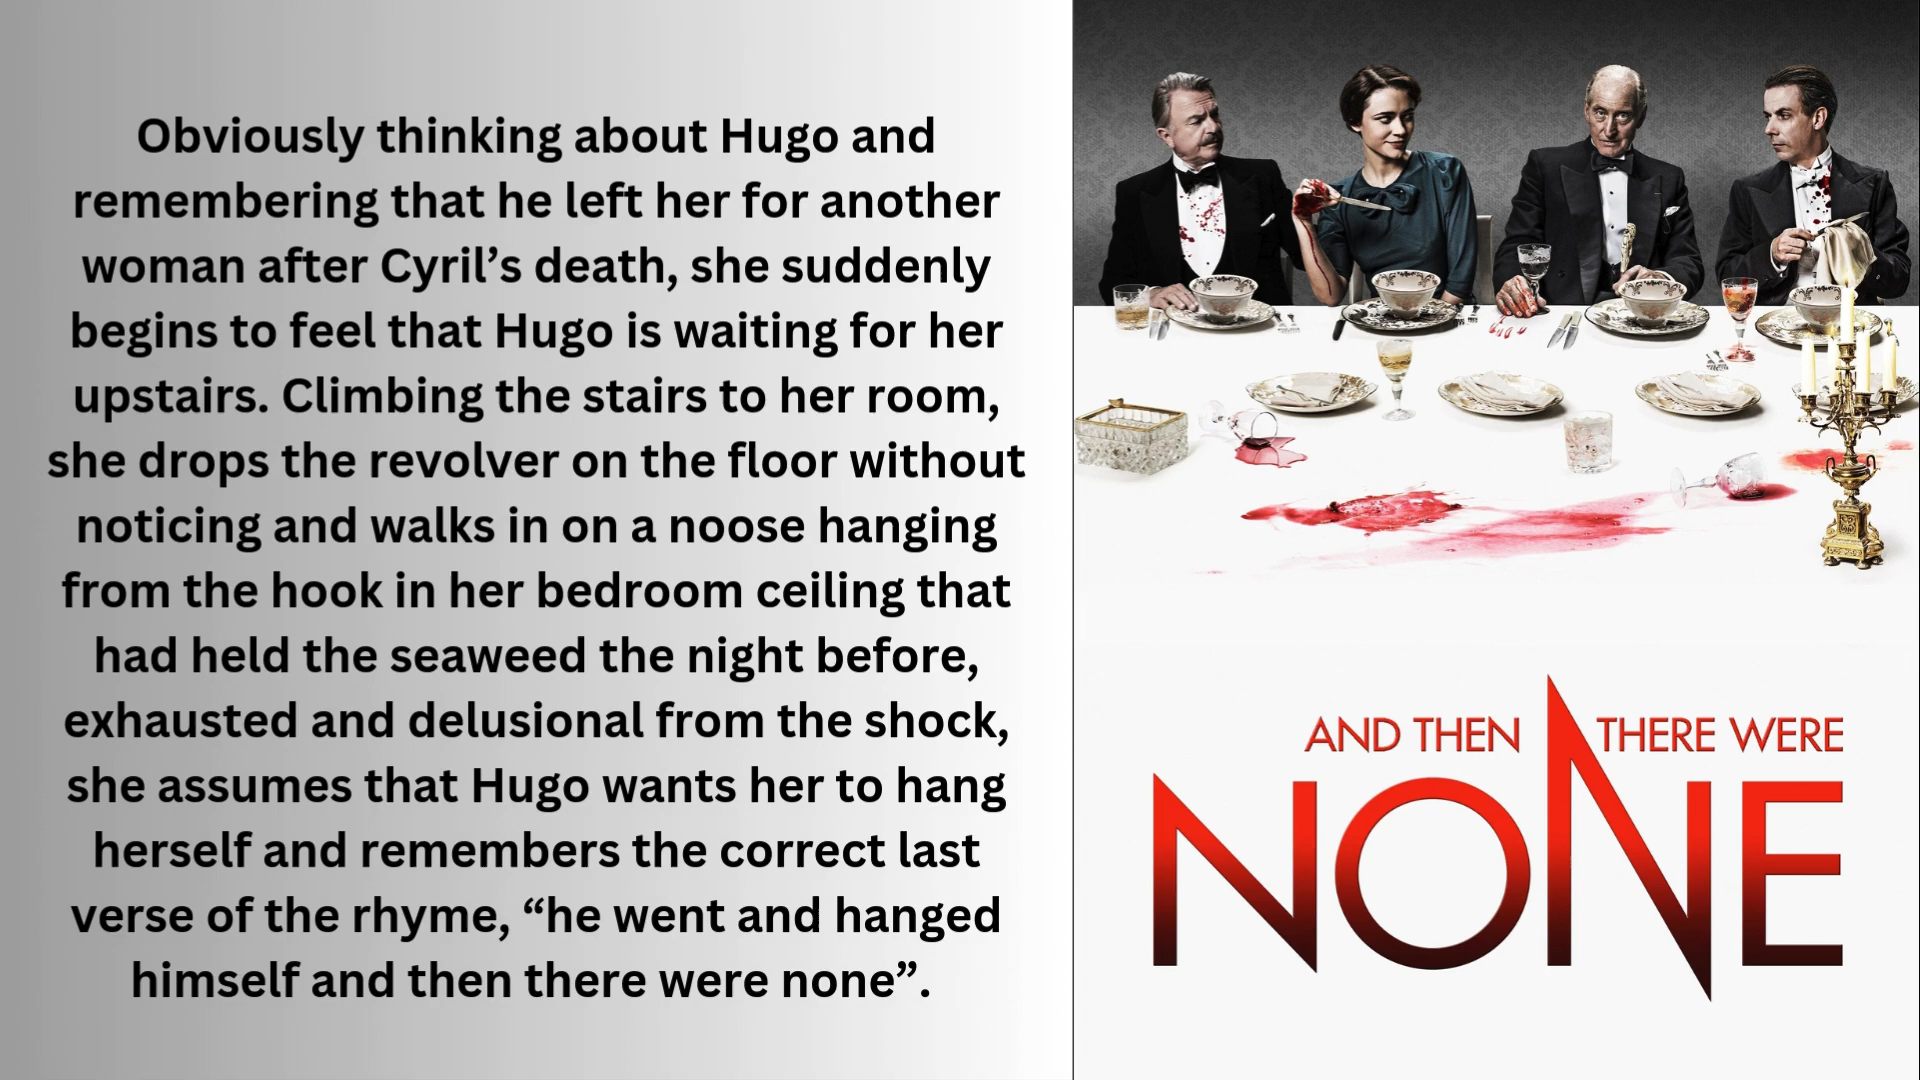 Obviously thinking about Hugo and
remembering that he left her for another
woman after Cyril’s death, she suddenly
begins to feel that Hugo is waiting for her
upstairs. Climbing the stairs to her room,
she drops the revolver on the floor without
noticing and walks in on a noose hanging
from the hook in her bedroom ceiling that
had held the seaweed the night before,
exhausted and delusional from the shock,
she assumes that Hugo wants her to hang
herself and remembers the correct last
verse of the rhyme, “he went and hanged
himself and then there were none”.
AND THEN THERE WERE
NONE